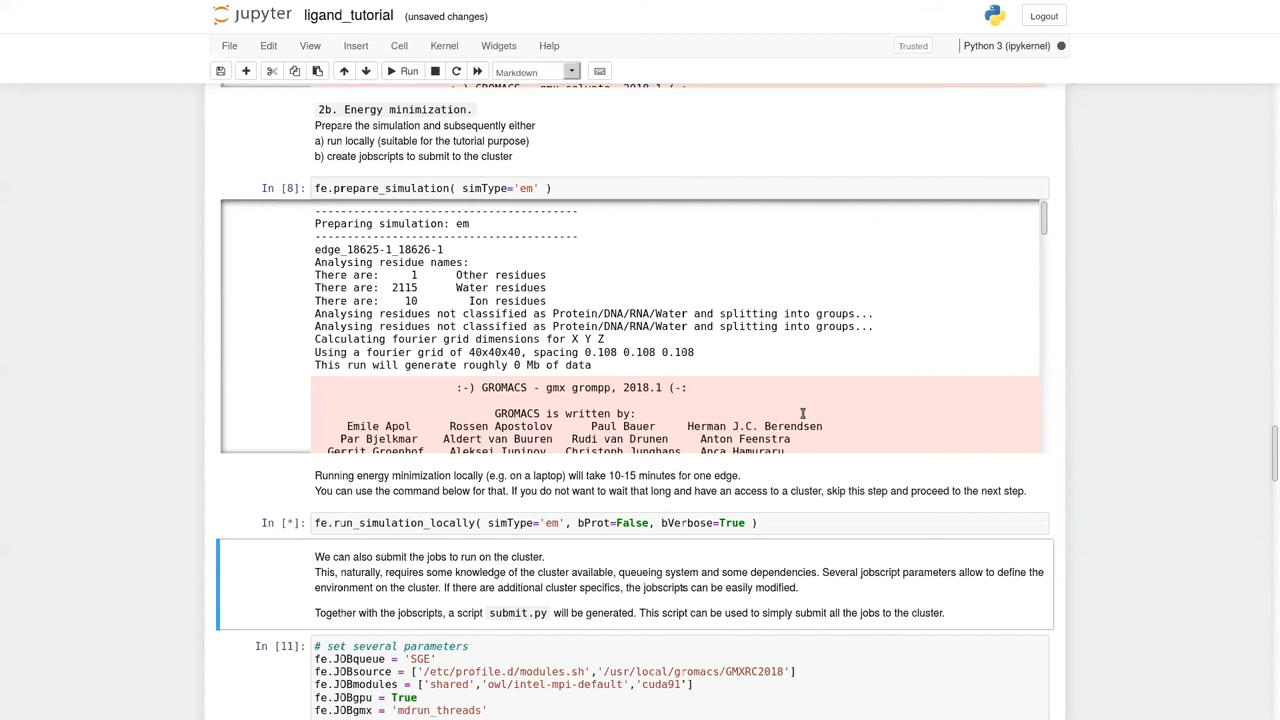 jupyter ligand_tutorial (unsaved changes) Logout
File Edit View Insert Cell Kernel Widgets Help Trusted Python 3 (ipykernel)
Run Markdown
:-) GROMACS - gmx solvate, 2018.1 (-:
2b. Energy minimization.
Prepare the simulation and subsequently either
a) run locally (suitable for the tutorial purpose)
b) create jobscripts to submit to the cluster
In [8]: fe.prepare_simulation( simType='em' )
-----------------------------------------
Preparing simulation: em
-----------------------------------------
edge_18625-1_18626-1
Analysing residue names:
There are: 1 Other residues
There are: 2115 Water residues
There are: 10 Ion residues
Analysing residues not classified as Protein/DNA/RNA/Water and splitting into groups...
Analysing residues not classified as Protein/DNA/RNA/Water and splitting into groups...
Calculating fourier grid dimensions for X Y Z
Using a fourier grid of 40x40x40, spacing 0.108 0.108 0.108
This run will generate roughly 0 Mb of data
:-) GROMACS - gmx grompp, 2018.1 (-:
GROMACS is written by:
Emile Apol Rossen Apostolov Paul Bauer Herman J.C. Berendsen
Par Bjelkmar Aldert van Buuren Rudi van Drunen Anton Feenstra
Gerrit Groenhof Aleksei Iupinov Christoph Junghans Anca Hamuraru
Running energy minimization locally (e.g. on a laptop) will take 10-15 minutes for one edge.
You can use the command below for that. If you do not want to wait that long and have an access to a cluster, skip this step and proceed to the next step.
In [*]: fe.run_simulation_locally( simType='em', bProt=False, bVerbose=True )
We can also submit the jobs to run on the cluster.
This, naturally, requires some knowledge of the cluster available, queueing system and some dependencies. Several jobscript parameters allow to define the
environment on the cluster. If there are additional cluster specifics, the jobscripts can be easily modified.
Together with the jobscripts, a script submit.py will be generated. This script can be used to simply submit all the jobs to the cluster.
In [11]: # set several parameters
fe.JOBqueue = 'SGE'
fe.JOBsource = ['/etc/profile.d/modules.sh','/usr/local/gromacs/GMXRC2018']
fe.JOBmodules = ['shared','owl/intel-mpi-default','cuda91']
fe.JOBgpu = True
fe.JOBgmx = 'mdrun_threads'